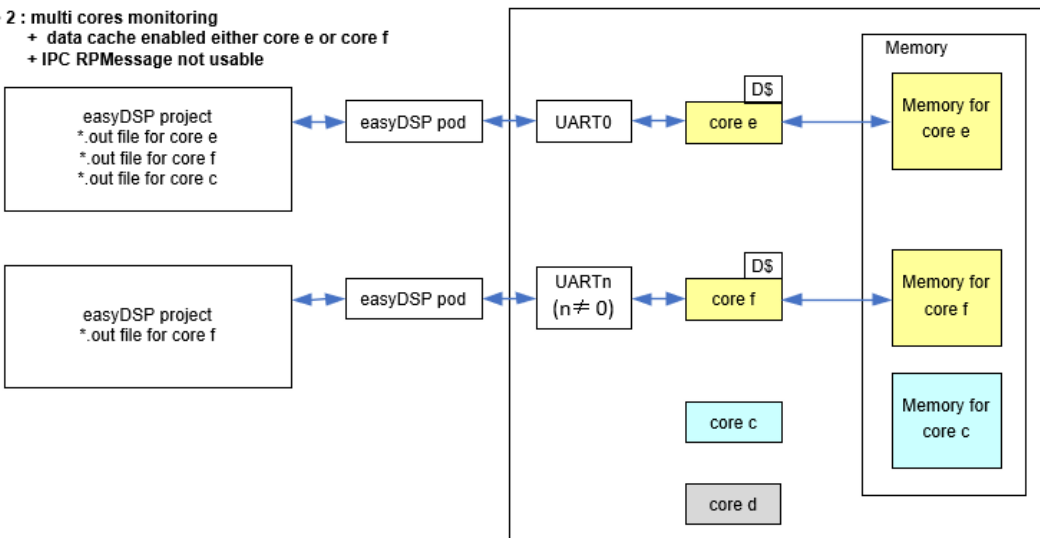 2 : multi cores monitoring
+ data cache enabled either core e or core f
+ IPC RPMessage not usable
Memory
D$
easyDSP project
*.out file for core e
*.out file for core f
*.out file for core c
easyDSP pod
UART0
core e
Memory for
core e
D$
easyDSP project
*.out file for core f
easyDSP pod
UARTn
(n≠ 0)
core f
Memory for
core f
core c
Memory for
core c
core d